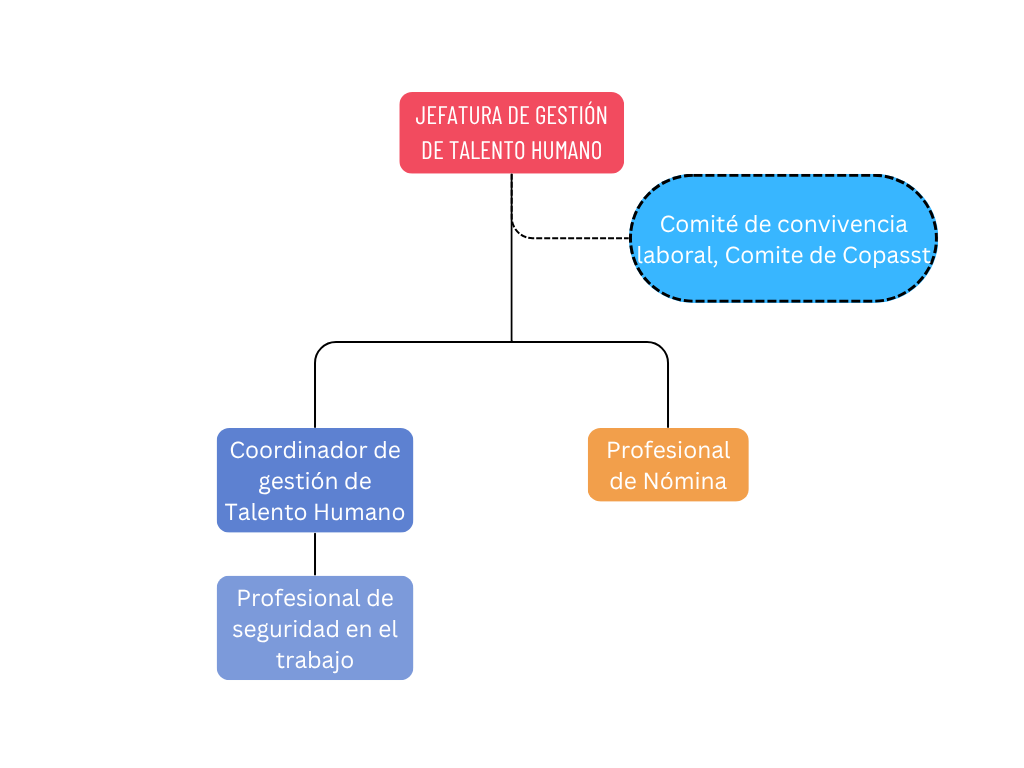 JEFATURA DE GESTIÓN
DE TALENTO HUMANO
Comité de convivencia
laboral, Comite de Copasst
Coordinador de
gestión de
Talento Humano
Profesional
de Nómina
Profesional de
seguridad en el
trabajo